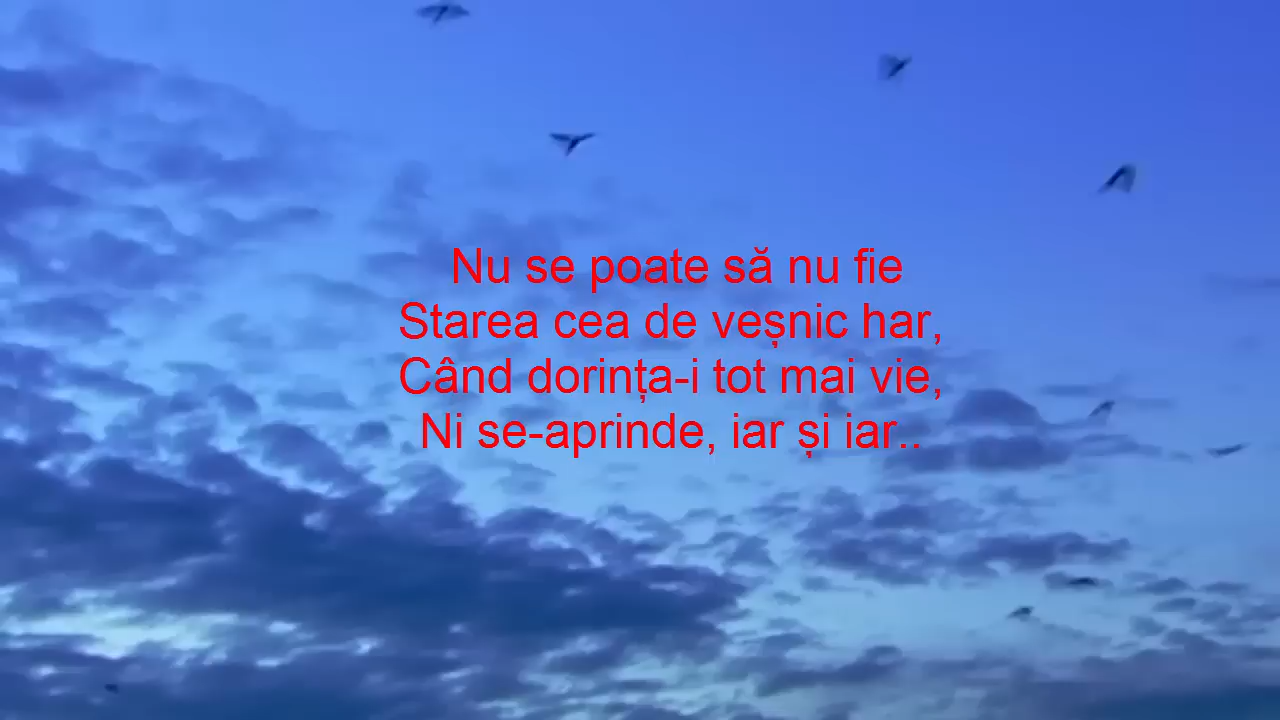 Nu se poate să nu fie
Starea cea de veșnic har,
Când dorința-i tot mai vie,
Ni se-aprinde, iar și iar..